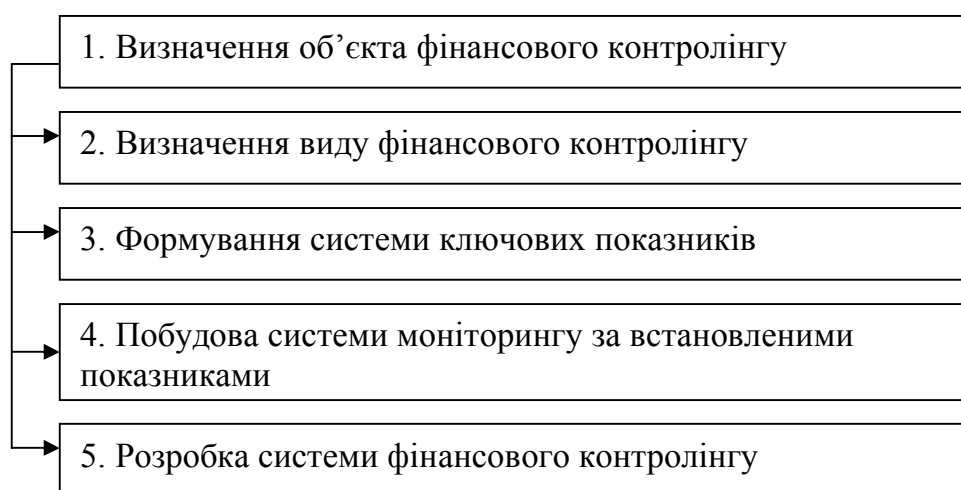 1. Визначення об’єкта фінансового контролінгу
2. Визначення виду фінансового контролінгу
3. Формування системи ключових показників
4. Побудова системи моніторингу за встановленими
показниками
5. Розробка системи фінансового контролінгу